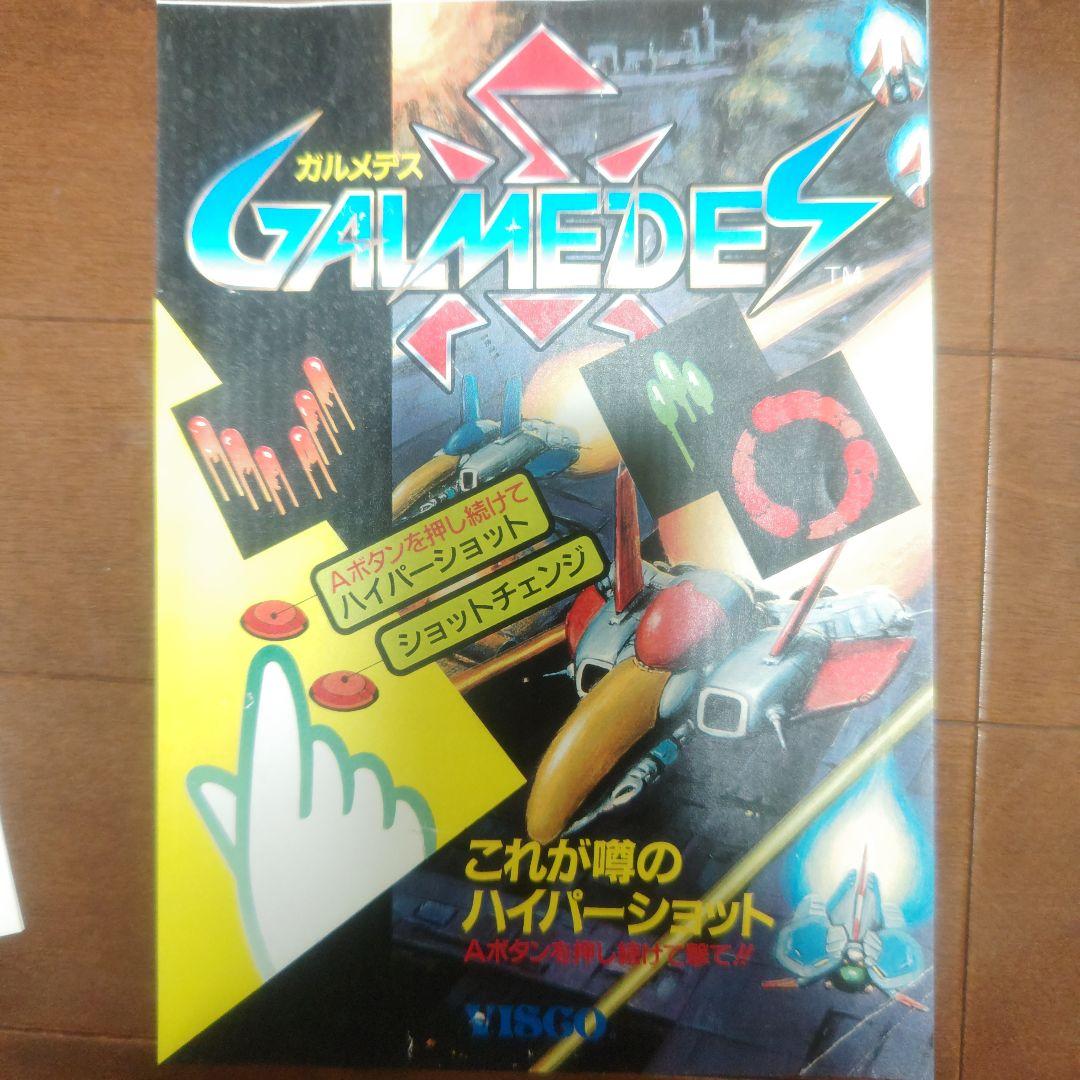 ガルメデス
GALMEDES
TM
Aボタンを押し続けて
ハイパーショット
ショットチェンジ
これが噂の
ハイパーショット
Aボタンを押し続けて撃て!!
VISCO